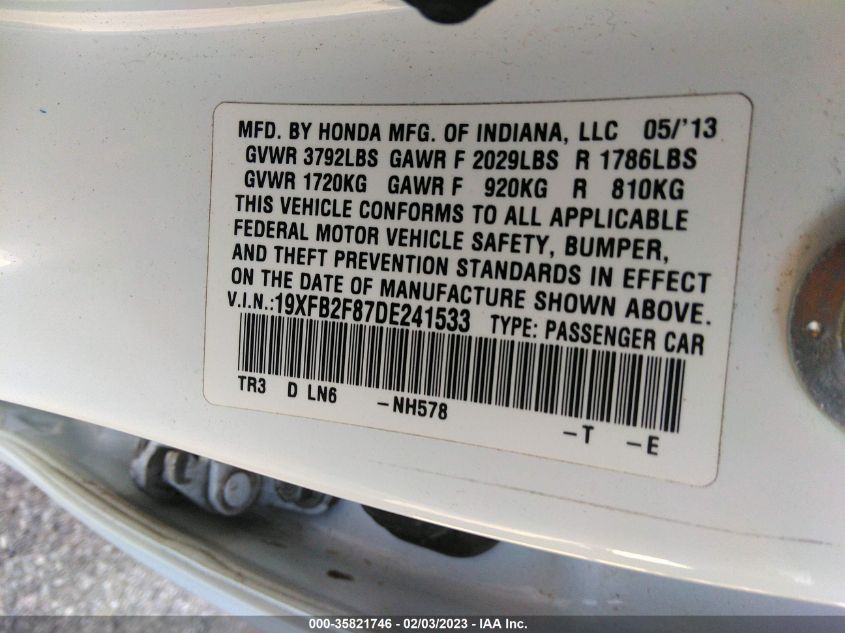 MFD. BY HONDA MFG. OF INDIANA, LLC 05/'13
GVWR 3792LBS GAWR F 2029LBS R 1786LBS
GVWR 1720KG GAWR F 920KG R 810KG
THIS VEHICLE CONFORMS TO ALL APPLICABLE
FEDERAL MOTOR VEHICLE SAFETY, BUMPER,
AND THEFT PREVENTION STANDARDS IN EFFECT
ON THE DATE OF MANUFACTURE SHOWN ABOVE.
V.I.N.:19XFB2F87DE241533 TYPE: PASSENGER CAR
TR3 D LN6 -NH578 -T -E
000-35821746 - 02/03/2023 - IAA Inc.